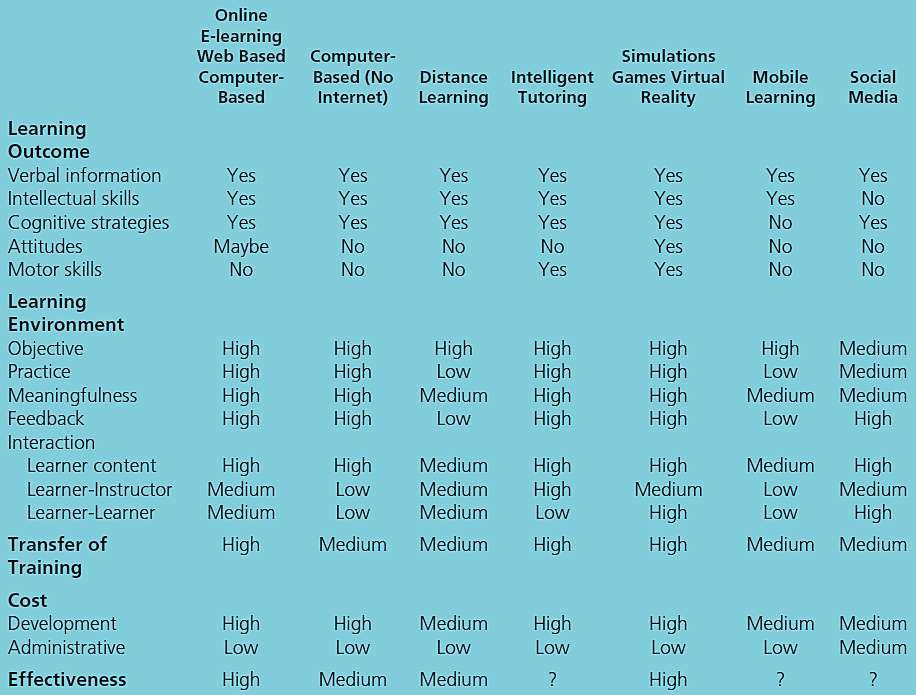 Online
E-learning
Web Based Computer- Simulations
Computer- Based (No Distance Intelligent Games Virtual Mobile Social
Based Internet) Learning Tutoring Reality Learning Media
Learning
Outcome
Verbal information Yes Yes Yes Yes Yes Yes Yes
Intellectual skills Yes Yes Yes Yes Yes Yes No
Cognitive strategies Yes Yes Yes Yes Yes No Yes
Attitudes Maybe No No No Yes No No
Motor skills No No No Yes Yes No No
Learning
Environment
Objective High High High High High High Medium
Practice High High Low High High Low Medium
Meaningfulness High High Medium High High Medium Medium
Feedback High High Low High High Low High
Interaction
Learner content High High Medium High High Medium High
Learner-Instructor Medium Low Medium High Medium Low Medium
Learner-Learner Medium Low Medium Low High Low High
Transfer of High Medium Medium High High Medium Medium
Training
Cost
Development High High Medium High High Medium Medium
Administrative Low Low Low Low Low Low Medium
Effectiveness High Medium Medium ? High ? ?